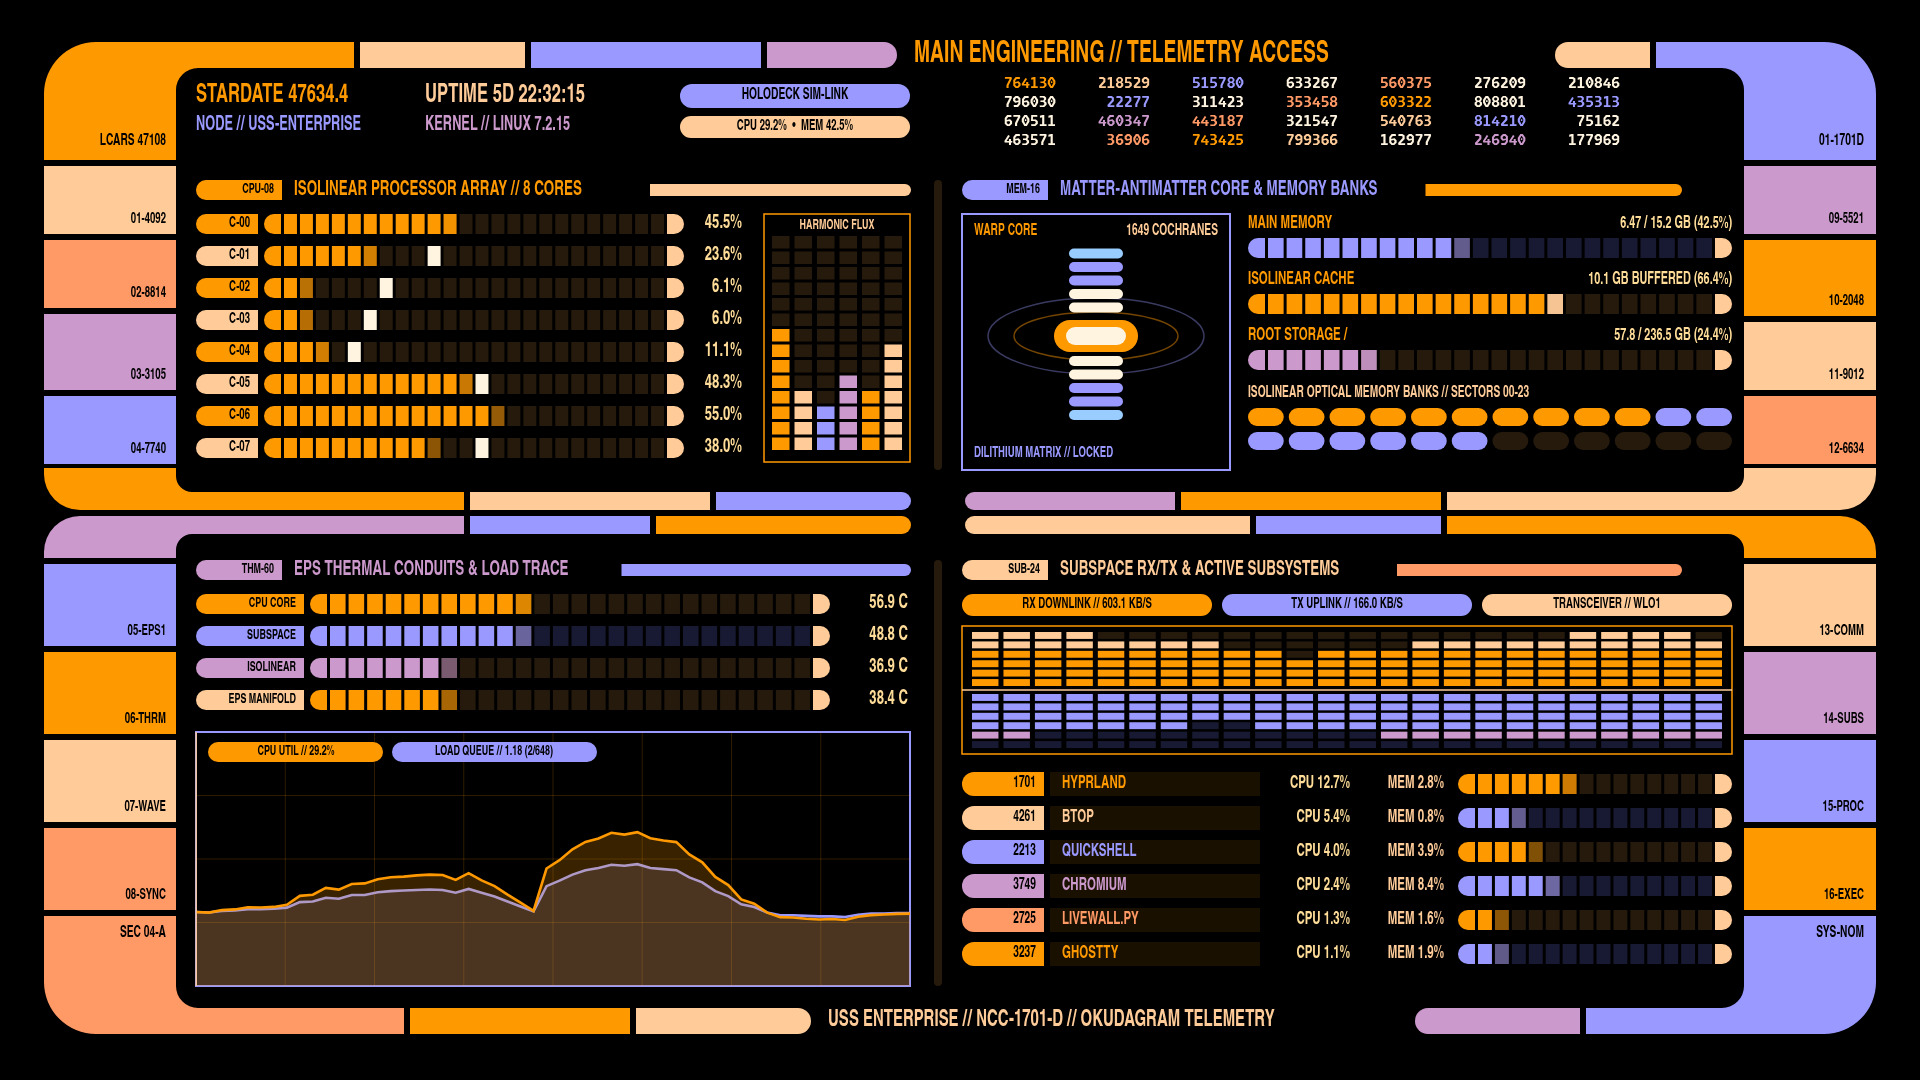 MAIN ENGINEERING // TELEMETRY ACCESS
STARDATE 47634.4
UPTIME 5D 22:32:15
HOLODECK SIM-LINK
NODE // USS-ENTERPRISE
KERNEL // LINUX 7.2.15
CPU 29.2% • MEM 42.5%
764130 218529 515780 633267 560375 276209 210846
796030 22277 311423 353458 603322 808801 435313
670511 460347 443187 321547 540763 814210 75162
463571 36906 743425 799366 162977 246940 177969
LCARS 47108
01-4092
02-8814
03-3105
04-7740
CPU-08 ISOLINEAR PROCESSOR ARRAY // 8 CORES
C-00 45.5%
C-01 23.6%
C-02 6.1%
C-03 6.0%
C-04 11.1%
C-05 48.3%
C-06 55.0%
C-07 38.0%
HARMONIC FLUX
MEM-16 MATTER-ANTIMATTER CORE & MEMORY BANKS
WARP CORE 1649 COCHRANES
DILITHIUM MATRIX // LOCKED
MAIN MEMORY 6.47 / 15.2 GB (42.5%)
ISOLINEAR CACHE 10.1 GB BUFFERED (66.4%)
ROOT STORAGE / 57.8 / 236.5 GB (24.4%)
ISOLINEAR OPTICAL MEMORY BANKS // SECTORS 00-23
01-1701D
09-5521
10-2048
11-9012
12-6634
05-EPS1
06-THRM
07-WAVE
08-SYNC
SEC 04-A
THM-60 EPS THERMAL CONDUITS & LOAD TRACE
CPU CORE 56.9 C
SUBSPACE 48.8 C
ISOLINEAR 36.9 C
EPS MANIFOLD 38.4 C
CPU UTIL // 29.2%
LOAD QUEUE // 1.18 (2/648)
SUB-24 SUBSPACE RX/TX & ACTIVE SUBSYSTEMS
RX DOWNLINK // 603.1 KB/S
TX UPLINK // 166.0 KB/S
TRANSCEIVER // WLO1
1701 HYPRLAND CPU 12.7% MEM 2.8%
4261 BTOP CPU 5.4% MEM 0.8%
2213 QUICKSHELL CPU 4.0% MEM 3.9%
3749 CHROMIUM CPU 2.4% MEM 8.4%
2725 LIVEWALL.PY CPU 1.3% MEM 1.6%
3237 GHOSTTY CPU 1.1% MEM 1.9%
13-COMM
14-SUBS
15-PROC
16-EXEC
SYS-NOM
USS ENTERPRISE // NCC-1701-D // OKUDAGRAM TELEMETRY